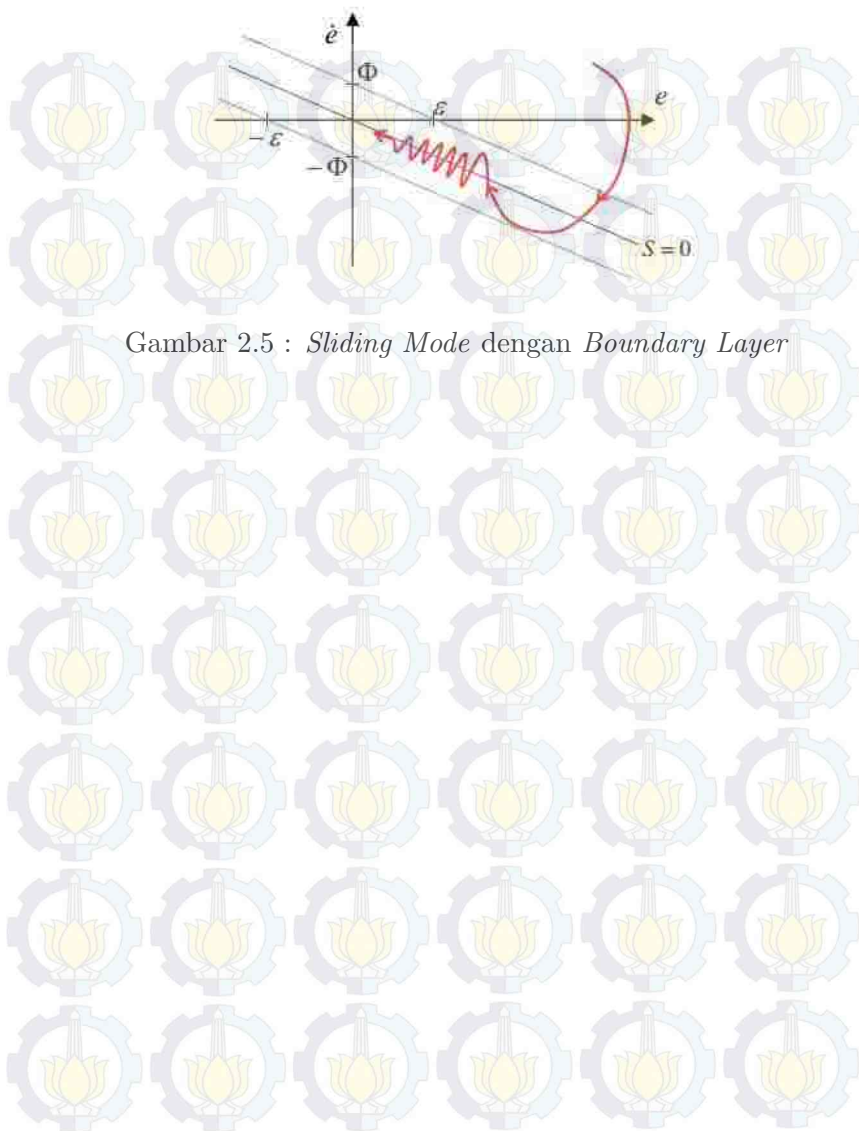 ė
Φ
ε
e
−ε
−Φ
S = 0
Gambar 2.5 : Sliding Mode dengan Boundary Layer